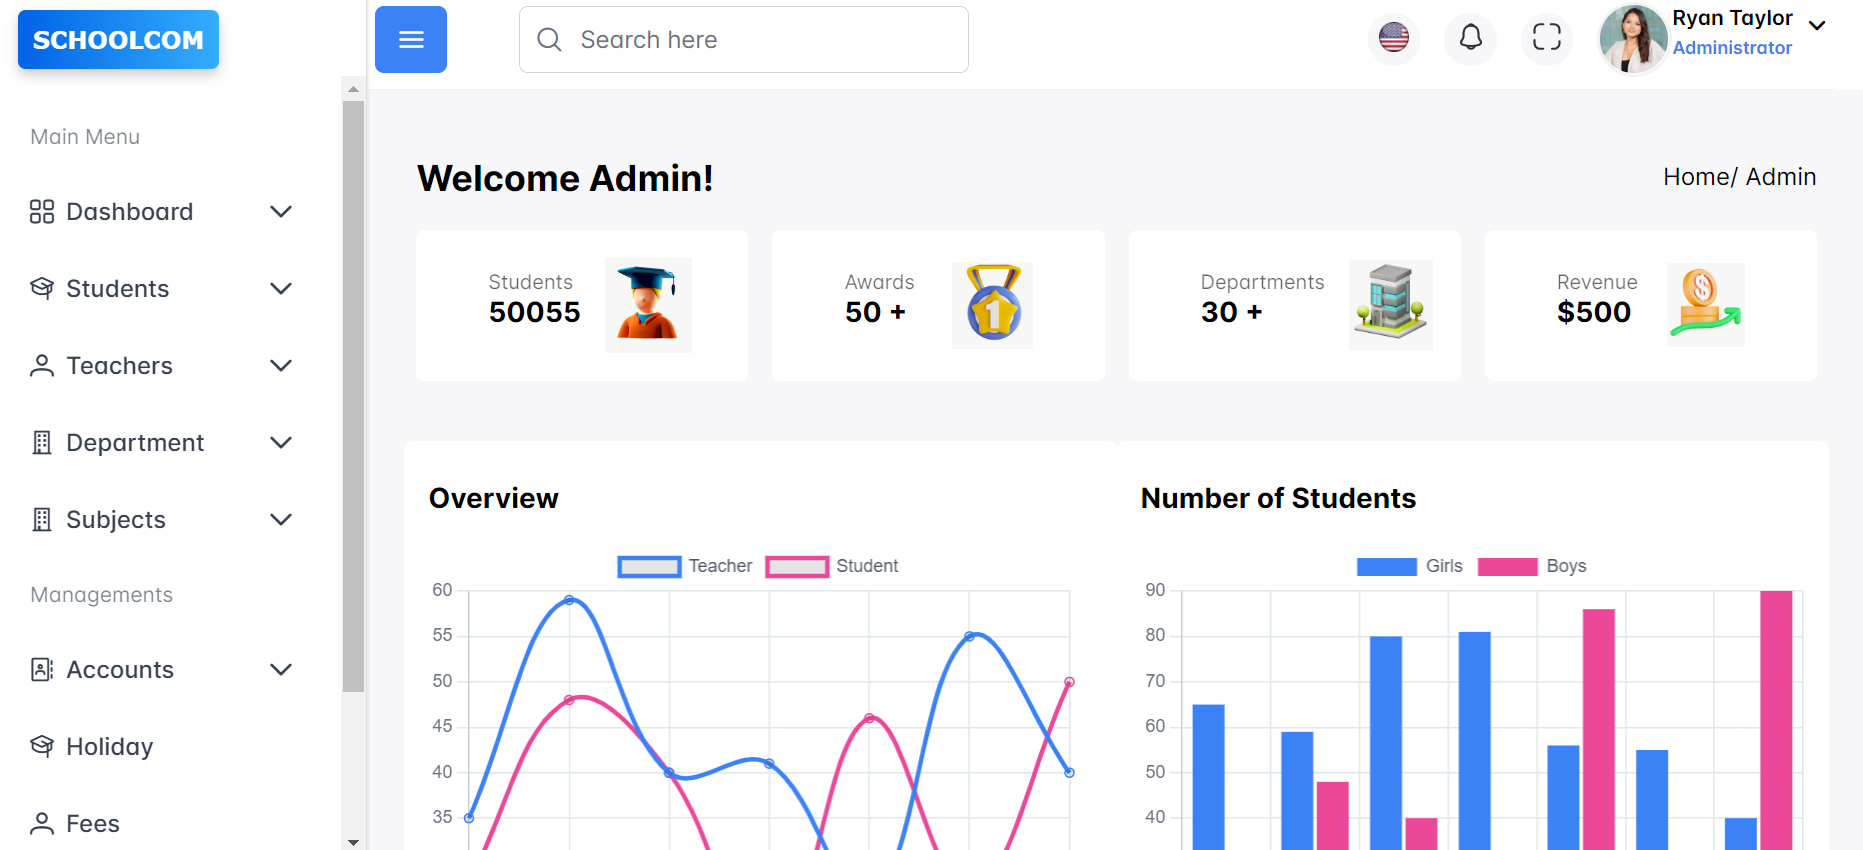 SCHOOLCOM
Search here
Ryan Taylor
Administrator
Main Menu
Dashboard
Students
Teachers
Department
Subjects
Managements
Accounts
Holiday
Fees
Welcome Admin!
Home/ Admin
Students
50055
Awards
50 +
1
Departments
30 +
Revenue
$500
$
Overview
Teacher Student
60
55
50
45
40
35
Number of Students
Girls Boys
90
80
70
60
50
40